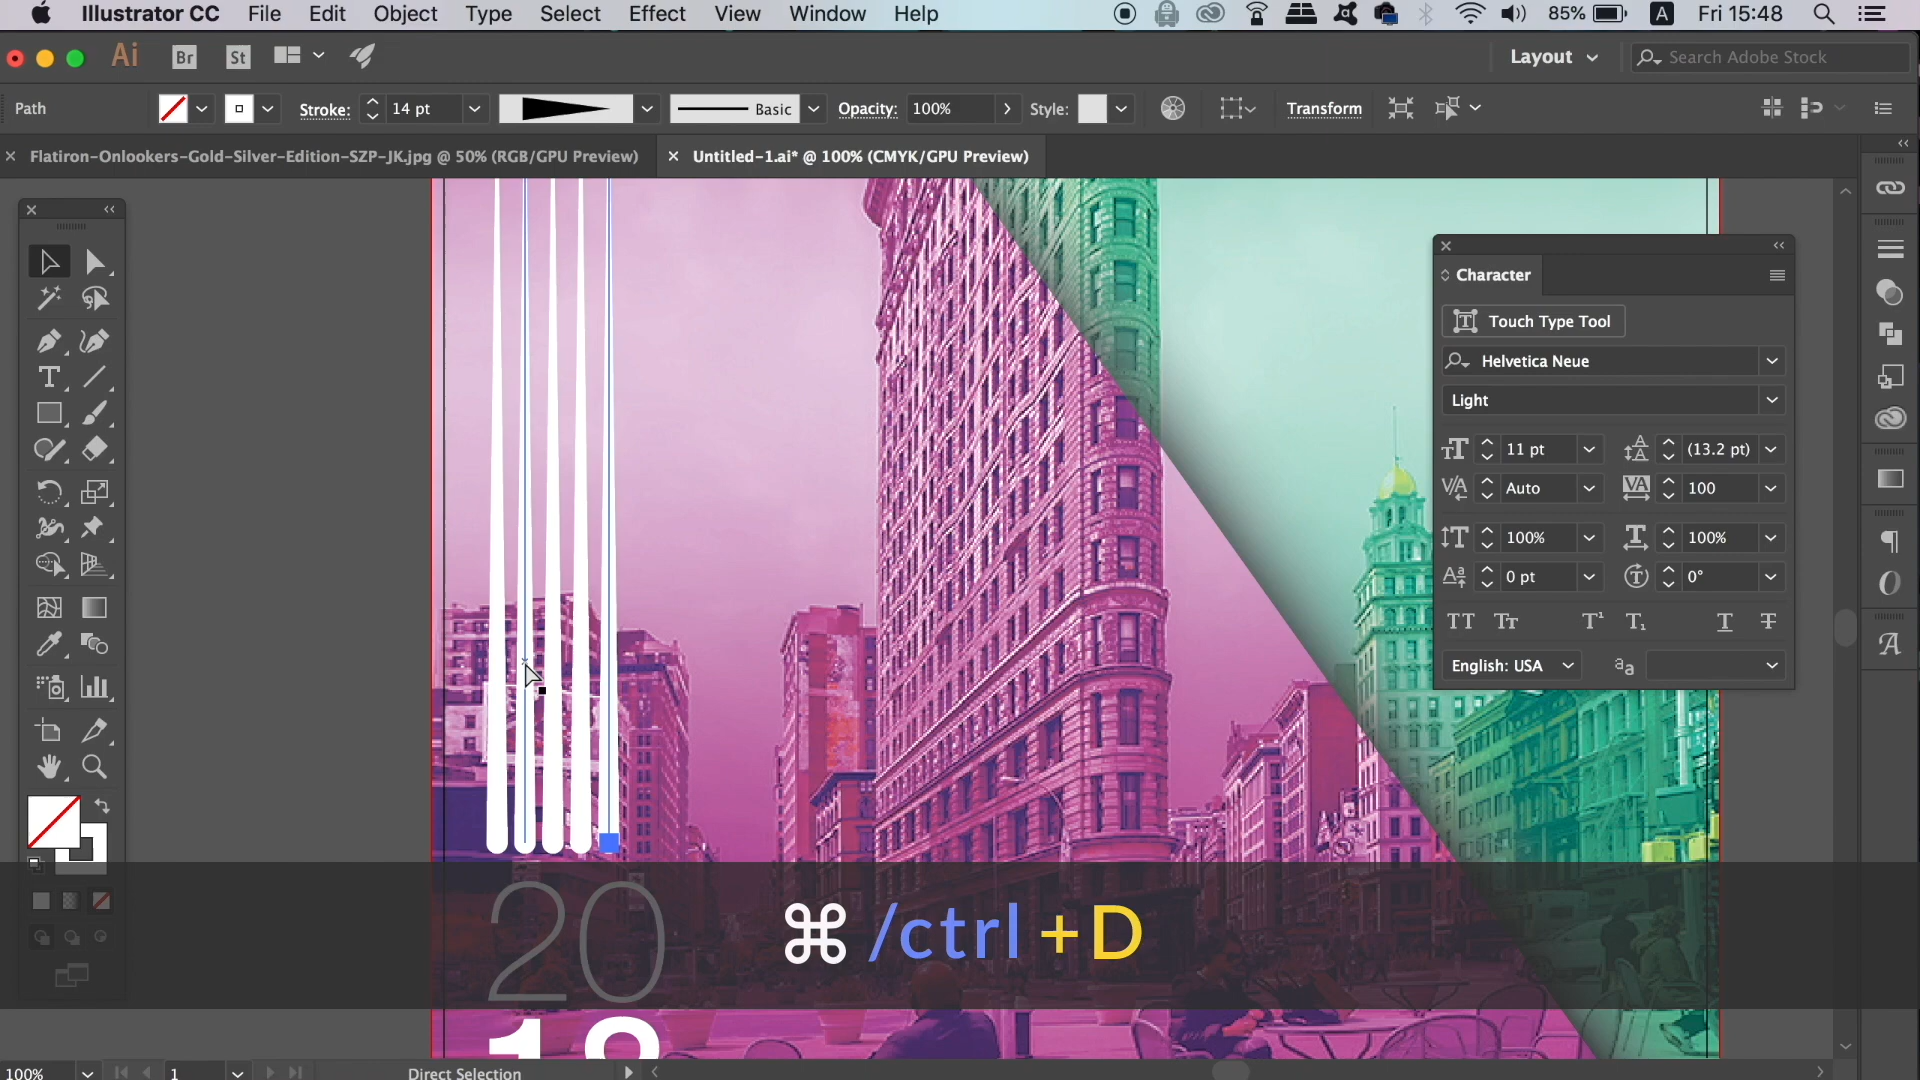 Illustrator CC File Edit Object Type Select Effect View Window Help 85% A Fri 15:48
Ai Br St Layout Search Adobe Stock
Path Stroke: 14 pt Basic Opacity: 100% Style: Transform
Flatiron-Onlookers-Gold-Silver-Edition-SZP-JK.jpg @ 50% (RGB/GPU Preview) Untitled-1.ai* @ 100% (CMYK/GPU Preview)
Character
Touch Type Tool
Helvetica Neue
Light
11 pt (13.2 pt)
Auto 100
100% 100%
0 pt 0°
English: USA
⌘/ctrl +D
20
18
100% 1 Direct Selection